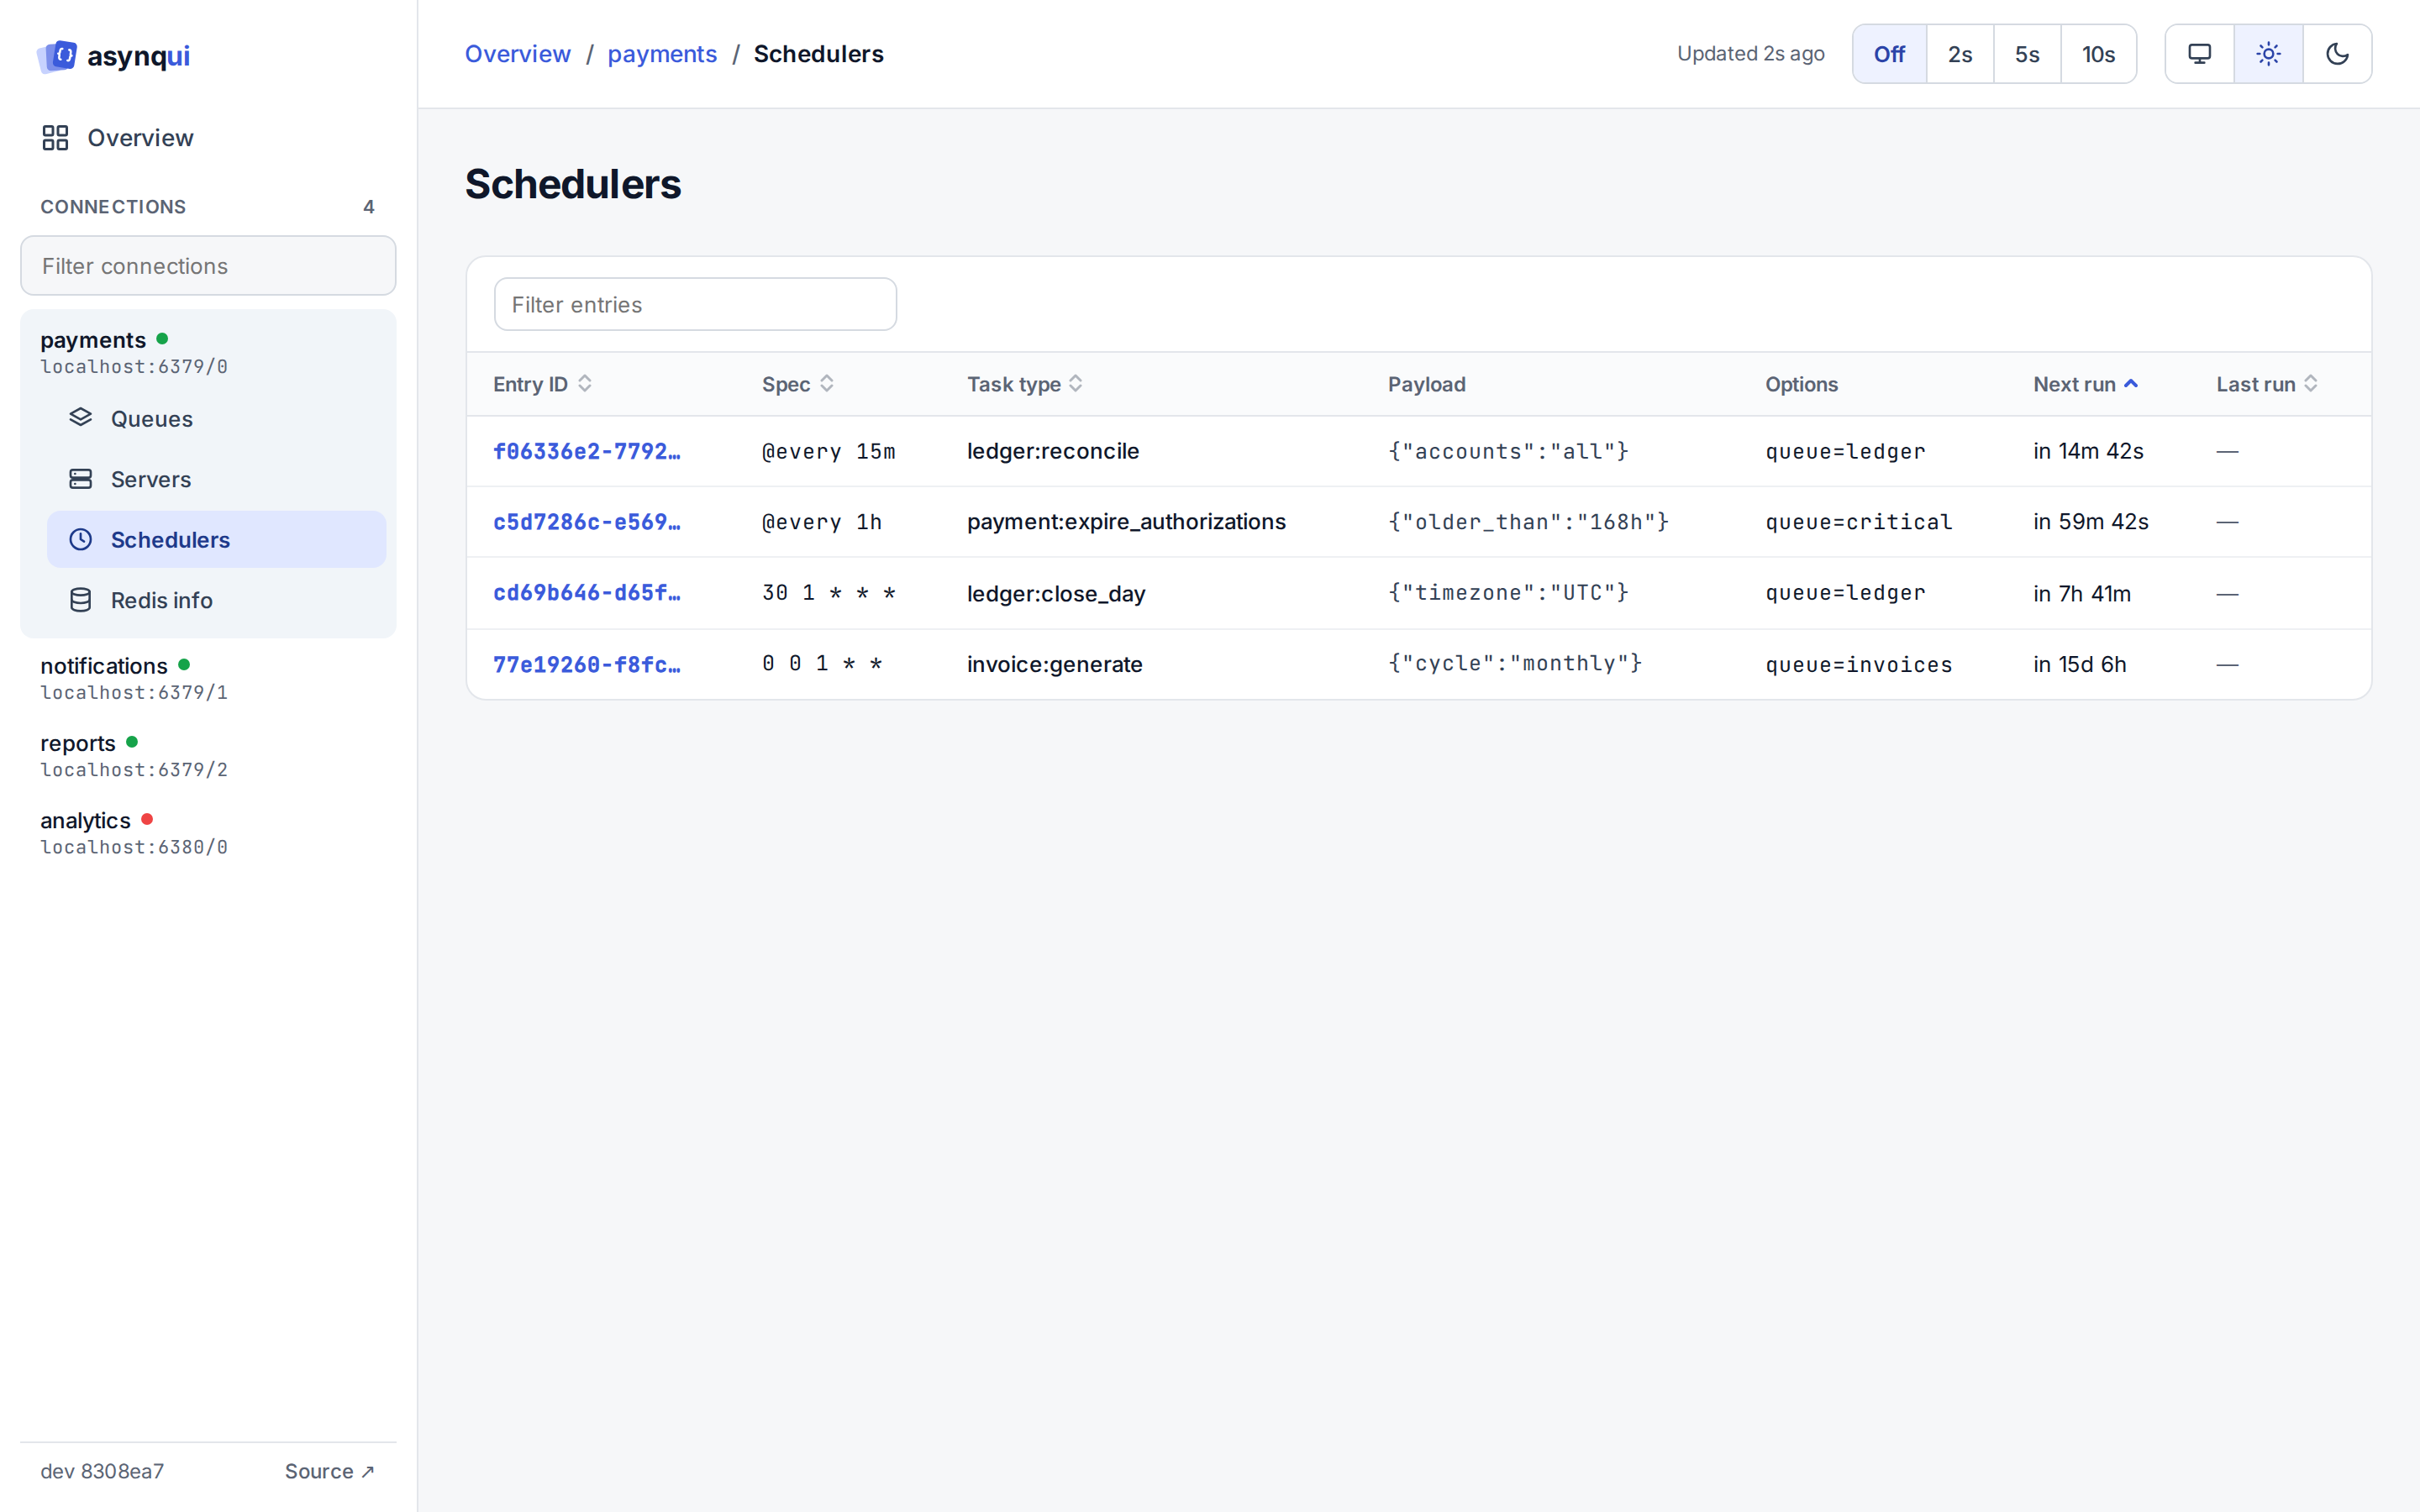 asynqui
Overview
CONNECTIONS 4
Filter connections
payments
localhost:6379/0
Queues
Servers
Schedulers
Redis info
notifications
localhost:6379/1
reports
localhost:6379/2
analytics
localhost:6380/0
dev 8308ea7 Source ↗
Overview / payments / Schedulers
Updated 2s ago Off 2s 5s 10s
Schedulers
Filter entries
Entry ID Spec Task type Payload Options Next run Last run
f06336e2-7792… @every 15m ledger:reconcile {"accounts":"all"} queue=ledger in 14m 42s —
c5d7286c-e569… @every 1h payment:expire_authorizations {"older_than":"168h"} queue=critical in 59m 42s —
cd69b646-d65f… 30 1 * * * ledger:close_day {"timezone":"UTC"} queue=ledger in 7h 41m —
77e19260-f8fc… 0 0 1 * * invoice:generate {"cycle":"monthly"} queue=invoices in 15d 6h —